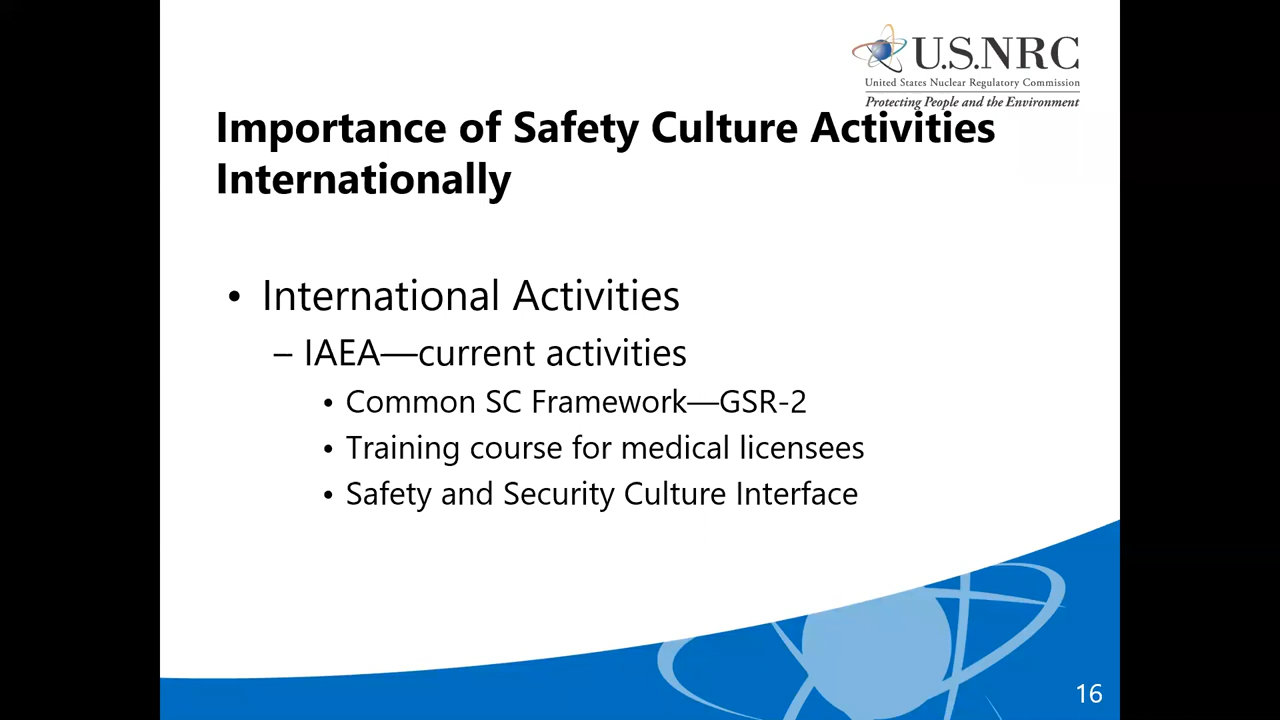 U.S.NRC
United States Nuclear Regulatory Commission
Protecting People and the Environment
Importance of Safety Culture Activities
Internationally
• International Activities
– IAEA—current activities
• Common SC Framework—GSR-2
• Training course for medical licensees
• Safety and Security Culture Interface
16